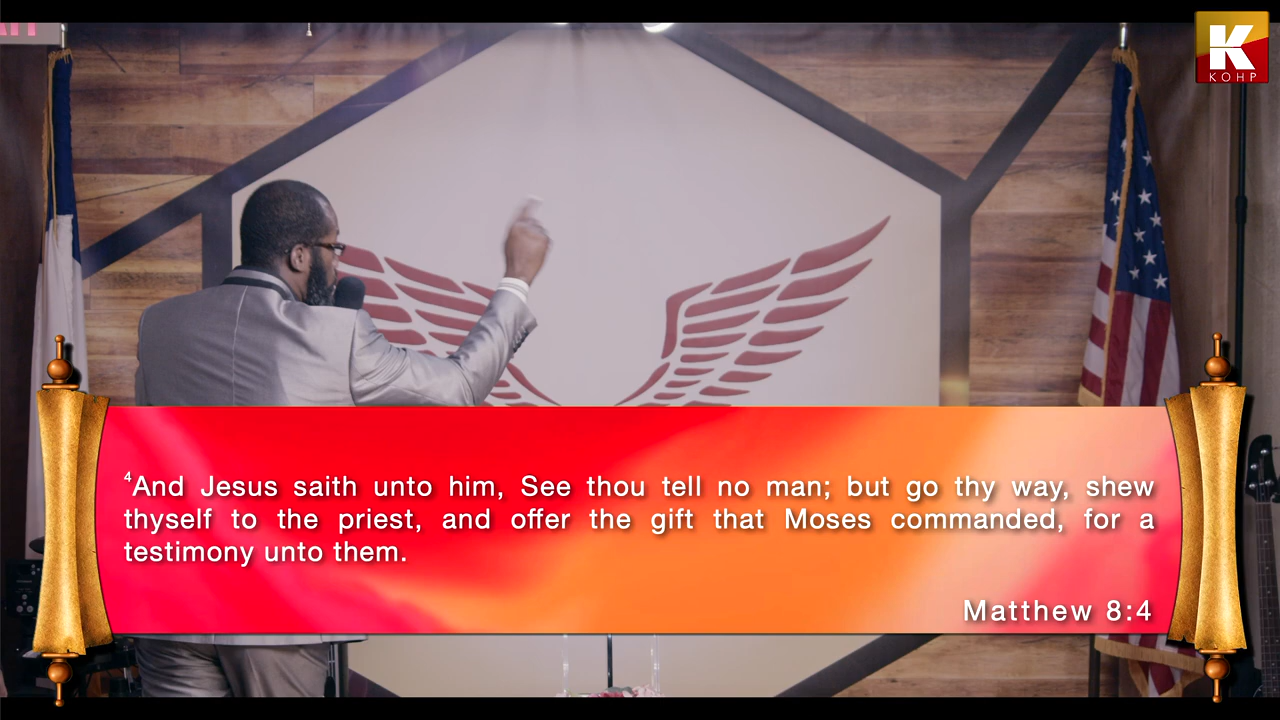 K
KOHP
⁴And Jesus saith unto him, See thou tell no man; but go thy way, shew
thyself to the priest, and offer the gift that Moses commanded, for a
testimony unto them.
Matthew 8:4